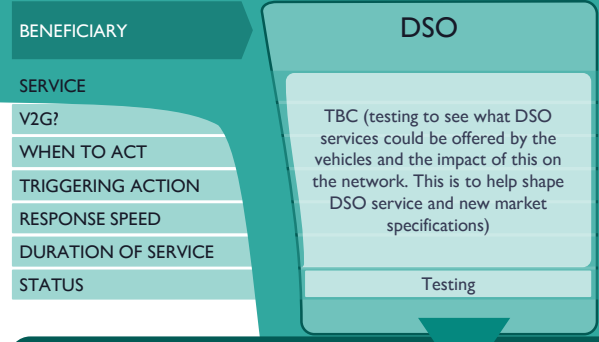 BENEFICIARY
DSO
SERVICE
V2G?
WHEN TO ACT
TRIGGERING ACTION
RESPONSE SPEED
DURATION OF SERVICE
STATUS
TBC (testing to see what DSO
services could be offered by the
vehicles and the impact of this on
the network. This is to help shape
DSO service and new market
specifications)
Testing